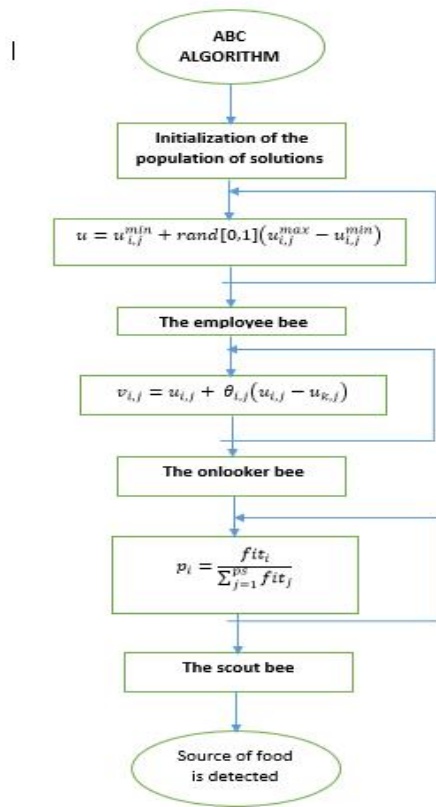 ABC
ALGORITHM
Initialization of the
population of solutions
u = u_{i,j}^{min} + rand[0,1](u_{i,j}^{max} − u_{i,j}^{min})
The employee bee
v_{i,j} = u_{i,j} + θ_{i,j}(u_{i,j} − u_{k,j})
The onlooker bee
p_i = \frac{fit_i}{\sum_{j=1}^{ps} fit_j}
The scout bee
Source of food
is detected